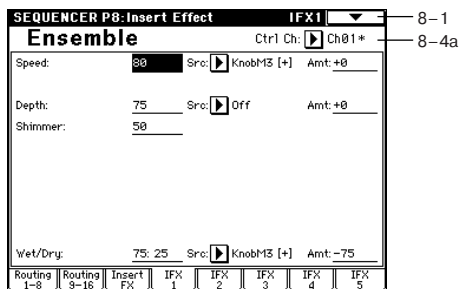 SEQUENCER P8:Insert Effect IFX1
8–1
Ensemble Ctrl Ch: Ch01*
8–4a
Speed: 80 Src: KnobM3 [+] Amt: +0
Depth: 75 Src: Off Amt: +0
Shimmer: 50
Wet/Dry: 75: 25 Src: KnobM3 [+] Amt: -75
Routing 1-8 Routing 9-16 Insert FX IFX 1 IFX 2 IFX 3 IFX 4 IFX 5